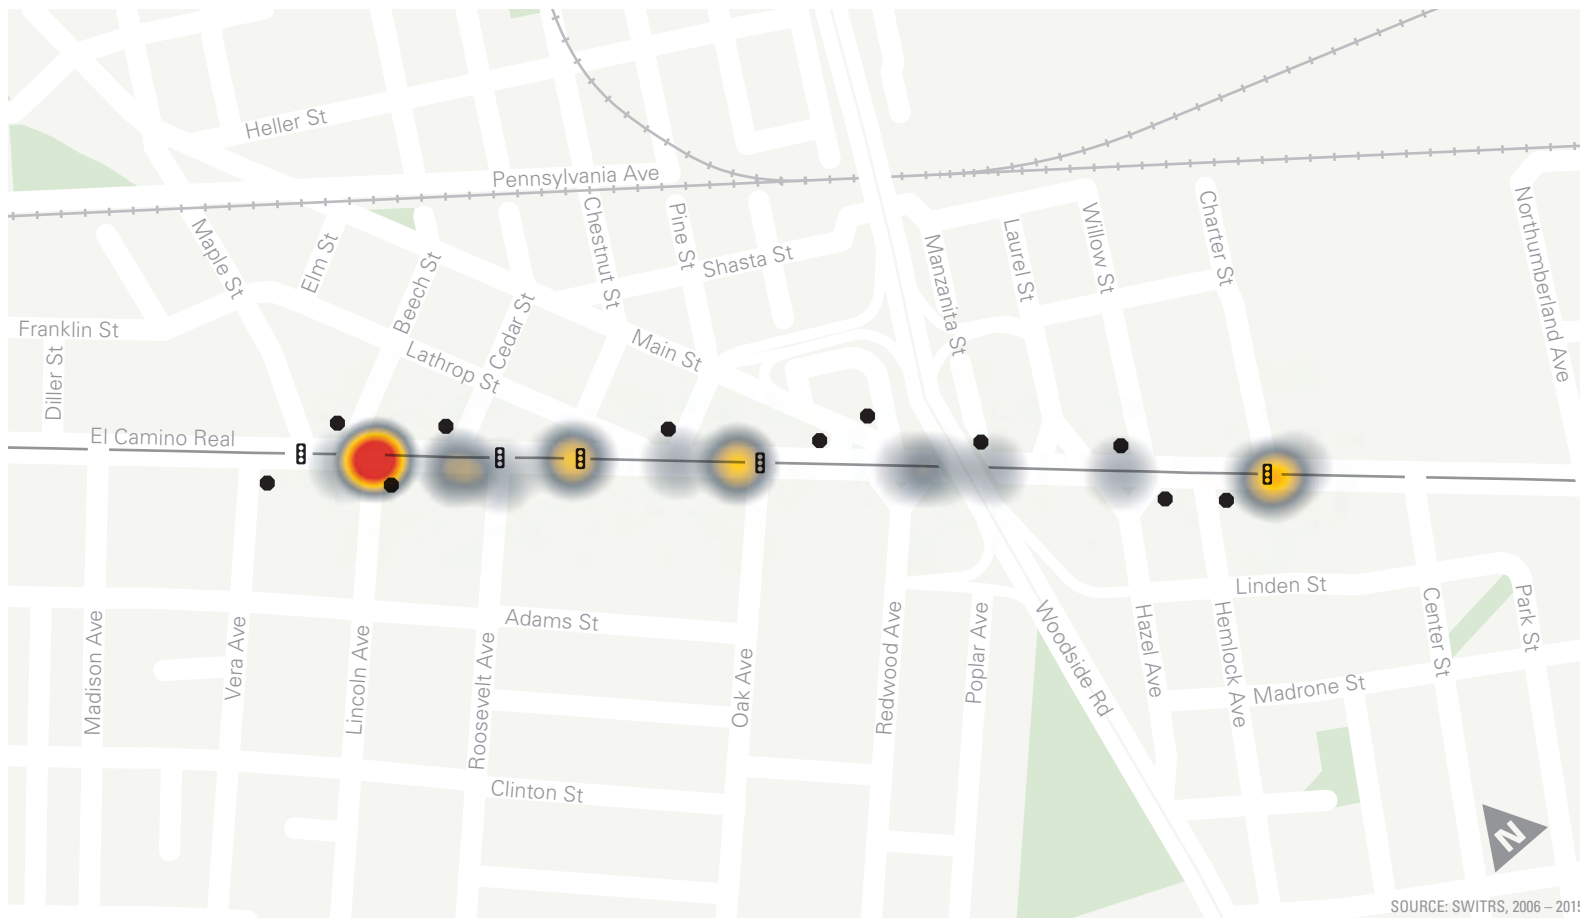 Heller St
Pennsylvania Ave
Maple St
Elm St
Beech St
Cedar St
Chestnut St
Pine St
Shasta St
Manzanita St
Laurel St
Willow St
Charter St
Northumberland Ave
Franklin St
Diller St
Lathrop St
Main St
El Camino Real
Madison Ave
Vera Ave
Lincoln Ave
Roosevelt Ave
Adams St
Oak Ave
Redwood Ave
Poplar Ave
Woodside Rd
Hazel Ave
Hemlock Ave
Linden St
Center St
Park St
Madrone St
Clinton St
N
SOURCE: SWITRS, 2006 – 2015